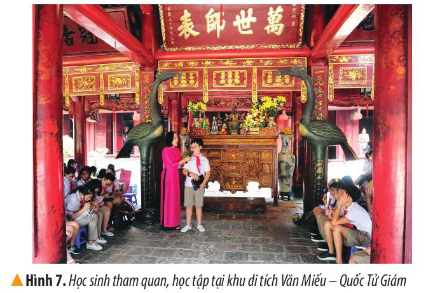 萬世師表
Hình 7. Học sinh tham quan, học tập tại khu di tích Văn Miếu – Quốc Tử Giám